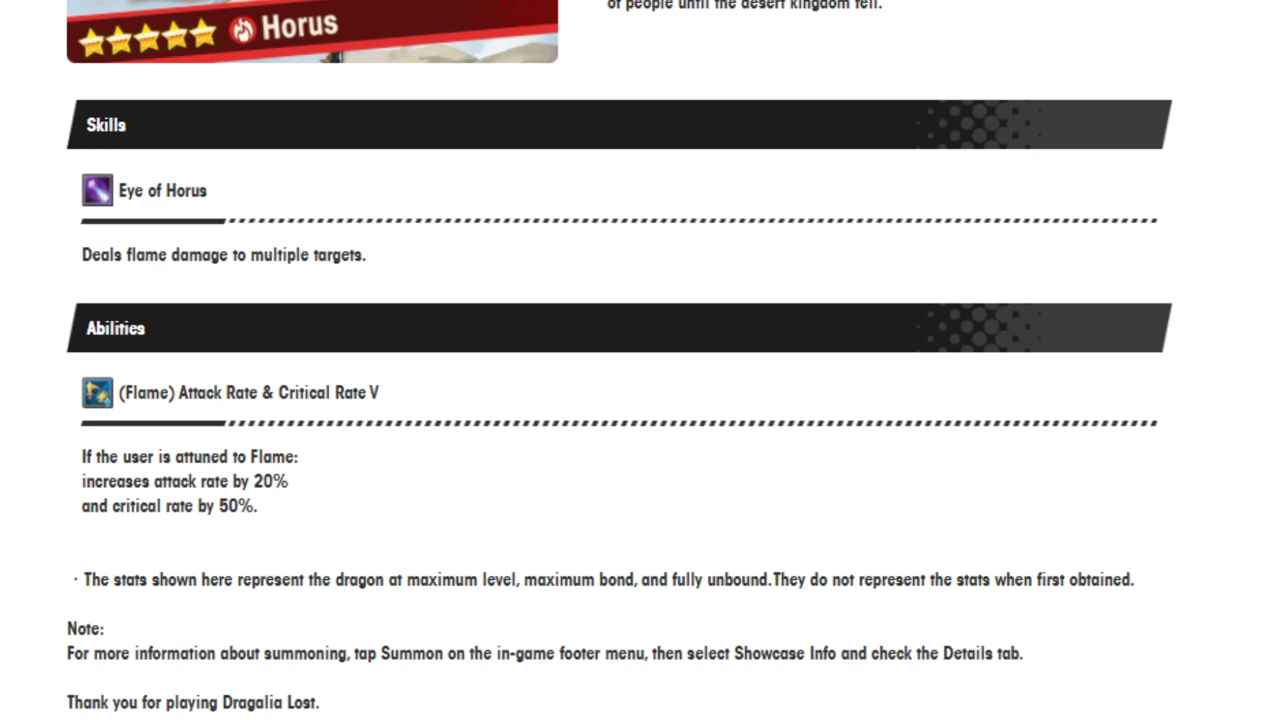 of people until the desert kingdom fell.
Horus
Skills
Eye of Horus
Deals flame damage to multiple targets.
Abilities
(Flame) Attack Rate & Critical Rate V
If the user is attuned to Flame:
increases attack rate by 20%
and critical rate by 50%.
· The stats shown here represent the dragon at maximum level, maximum bond, and fully unbound.They do not represent the stats when first obtained.
Note:
For more information about summoning, tap Summon on the in-game footer menu, then select Showcase Info and check the Details tab.
Thank you for playing Dragalia Lost.